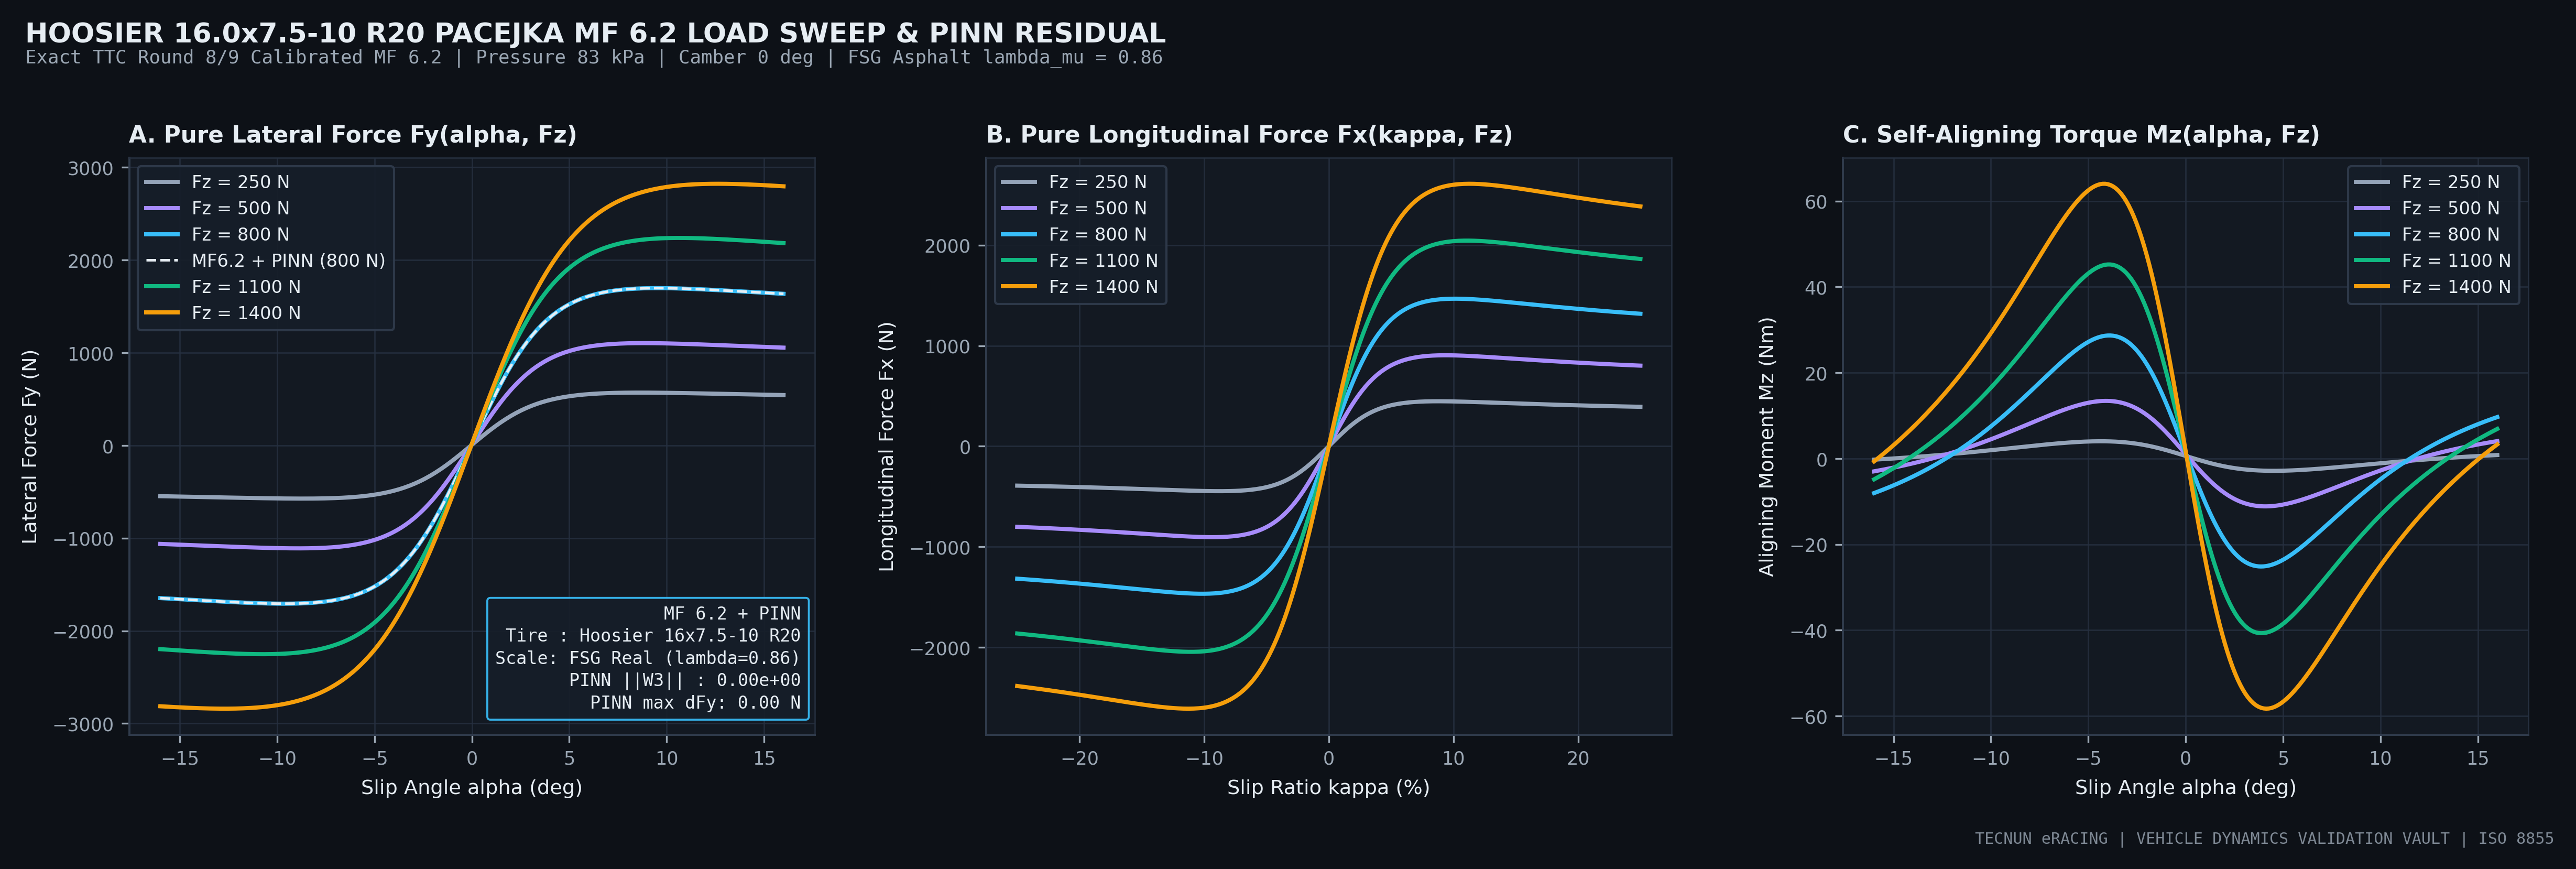 HOOSIER 16.0x7.5-10 R20 PACEJKA MF 6.2 LOAD SWEEP & PINN RESIDUAL
Exact TTC Round 8/9 Calibrated MF 6.2 | Pressure 83 kPa | Camber 0 deg | FSG Asphalt lambda_mu = 0.86
A. Pure Lateral Force Fy(alpha, Fz)
Fz = 250 N
Fz = 500 N
Fz = 800 N
MF6.2 + PINN (800 N)
Fz = 1100 N
Fz = 1400 N
3000
2000
1000
0
−1000
−2000
−3000
Lateral Force Fy (N)
MF 6.2 + PINN
Tire : Hoosier 16x7.5-10 R20
Scale: FSG Real (lambda=0.86)
PINN ||W3|| : 0.00e+00
PINN max dFy: 0.00 N
−15 −10 −5 0 5 10 15
Slip Angle alpha (deg)
B. Pure Longitudinal Force Fx(kappa, Fz)
Fz = 250 N
Fz = 500 N
Fz = 800 N
Fz = 1100 N
Fz = 1400 N
2000
1000
0
−1000
−2000
Longitudinal Force Fx (N)
−20 −10 0 10 20
Slip Ratio kappa (%)
C. Self-Aligning Torque Mz(alpha, Fz)
Fz = 250 N
Fz = 500 N
Fz = 800 N
Fz = 1100 N
Fz = 1400 N
60
40
20
0
−20
−40
−60
Aligning Moment Mz (Nm)
−15 −10 −5 0 5 10 15
Slip Angle alpha (deg)
TECNUN eRACING | VEHICLE DYNAMICS VALIDATION VAULT | ISO 8855